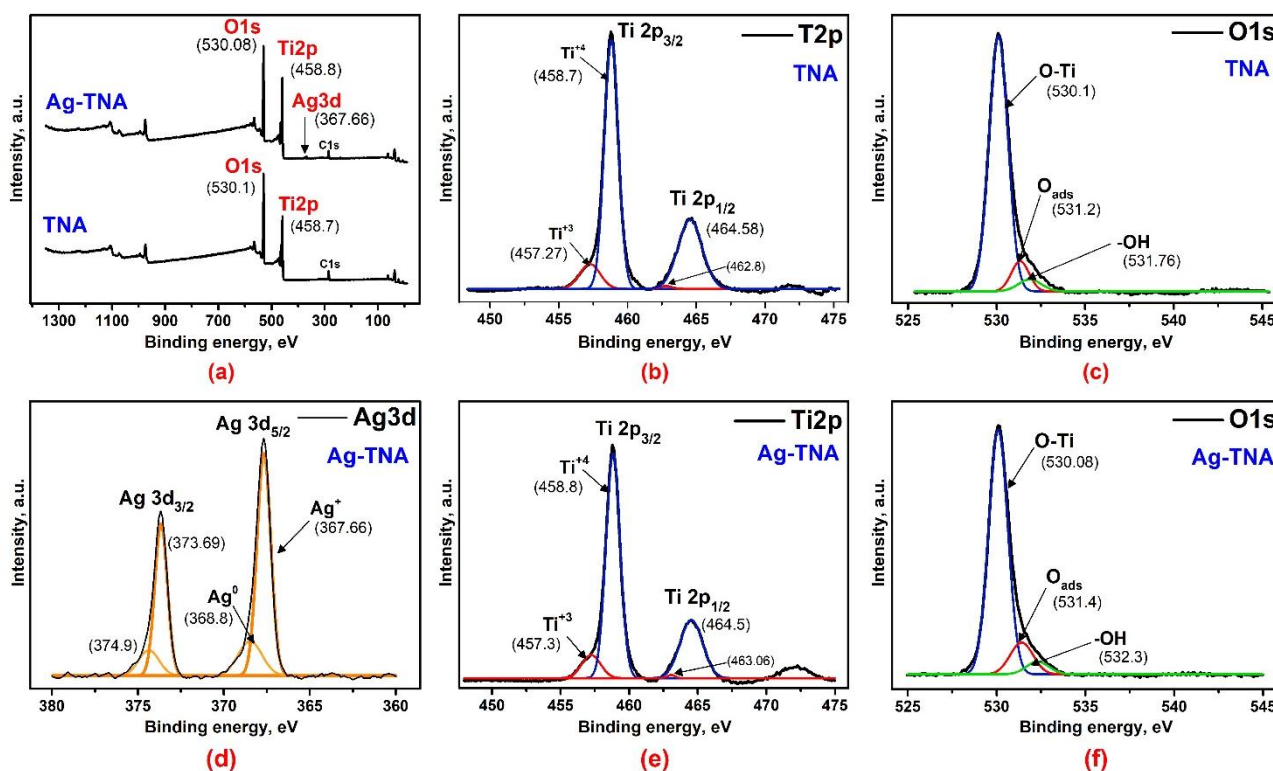 O1s
(530.08)
Ti2p
(458.8)
Ag-TNA
Ag3d
(367.66)
C1s
O1s
(530.1)
Ti2p
TNA
(458.7)
C1s
Intensity, a.u.
1300 1100 900 700 500 300 100
Binding energy, eV
(a)
Ti 2p3/2
T2p
TNA
Ti+4
(458.7)
Ti 2p1/2
(464.58)
Ti+3
(457.27)
(462.8)
Intensity, a.u.
450 455 460 465 470 475
Binding energy, eV
(b)
O1s
TNA
O-Ti
(530.1)
Oads
(531.2)
-OH
(531.76)
Intensity, a.u.
525 530 535 540 545
Binding energy, eV
(c)
Ag3d
Ag-TNA
Ag 3d5/2
Ag 3d3/2
(373.69)
Ag+
(367.66)
Ag0
(368.8)
(374.9)
Intensity, a.u.
380 375 370 365 360
Binding energy, eV
(d)
Ti2p
Ag-TNA
Ti 2p3/2
Ti+4
(458.8)
Ti 2p1/2
(464.5)
Ti+3
(457.3)
(463.06)
Intensity, a.u.
450 455 460 465 470 475
Binding energy, eV
(e)
O1s
Ag-TNA
O-Ti
(530.08)
Oads
(531.4)
-OH
(532.3)
Intensity, a.u.
525 530 535 540 545
Binding energy, eV
(f)